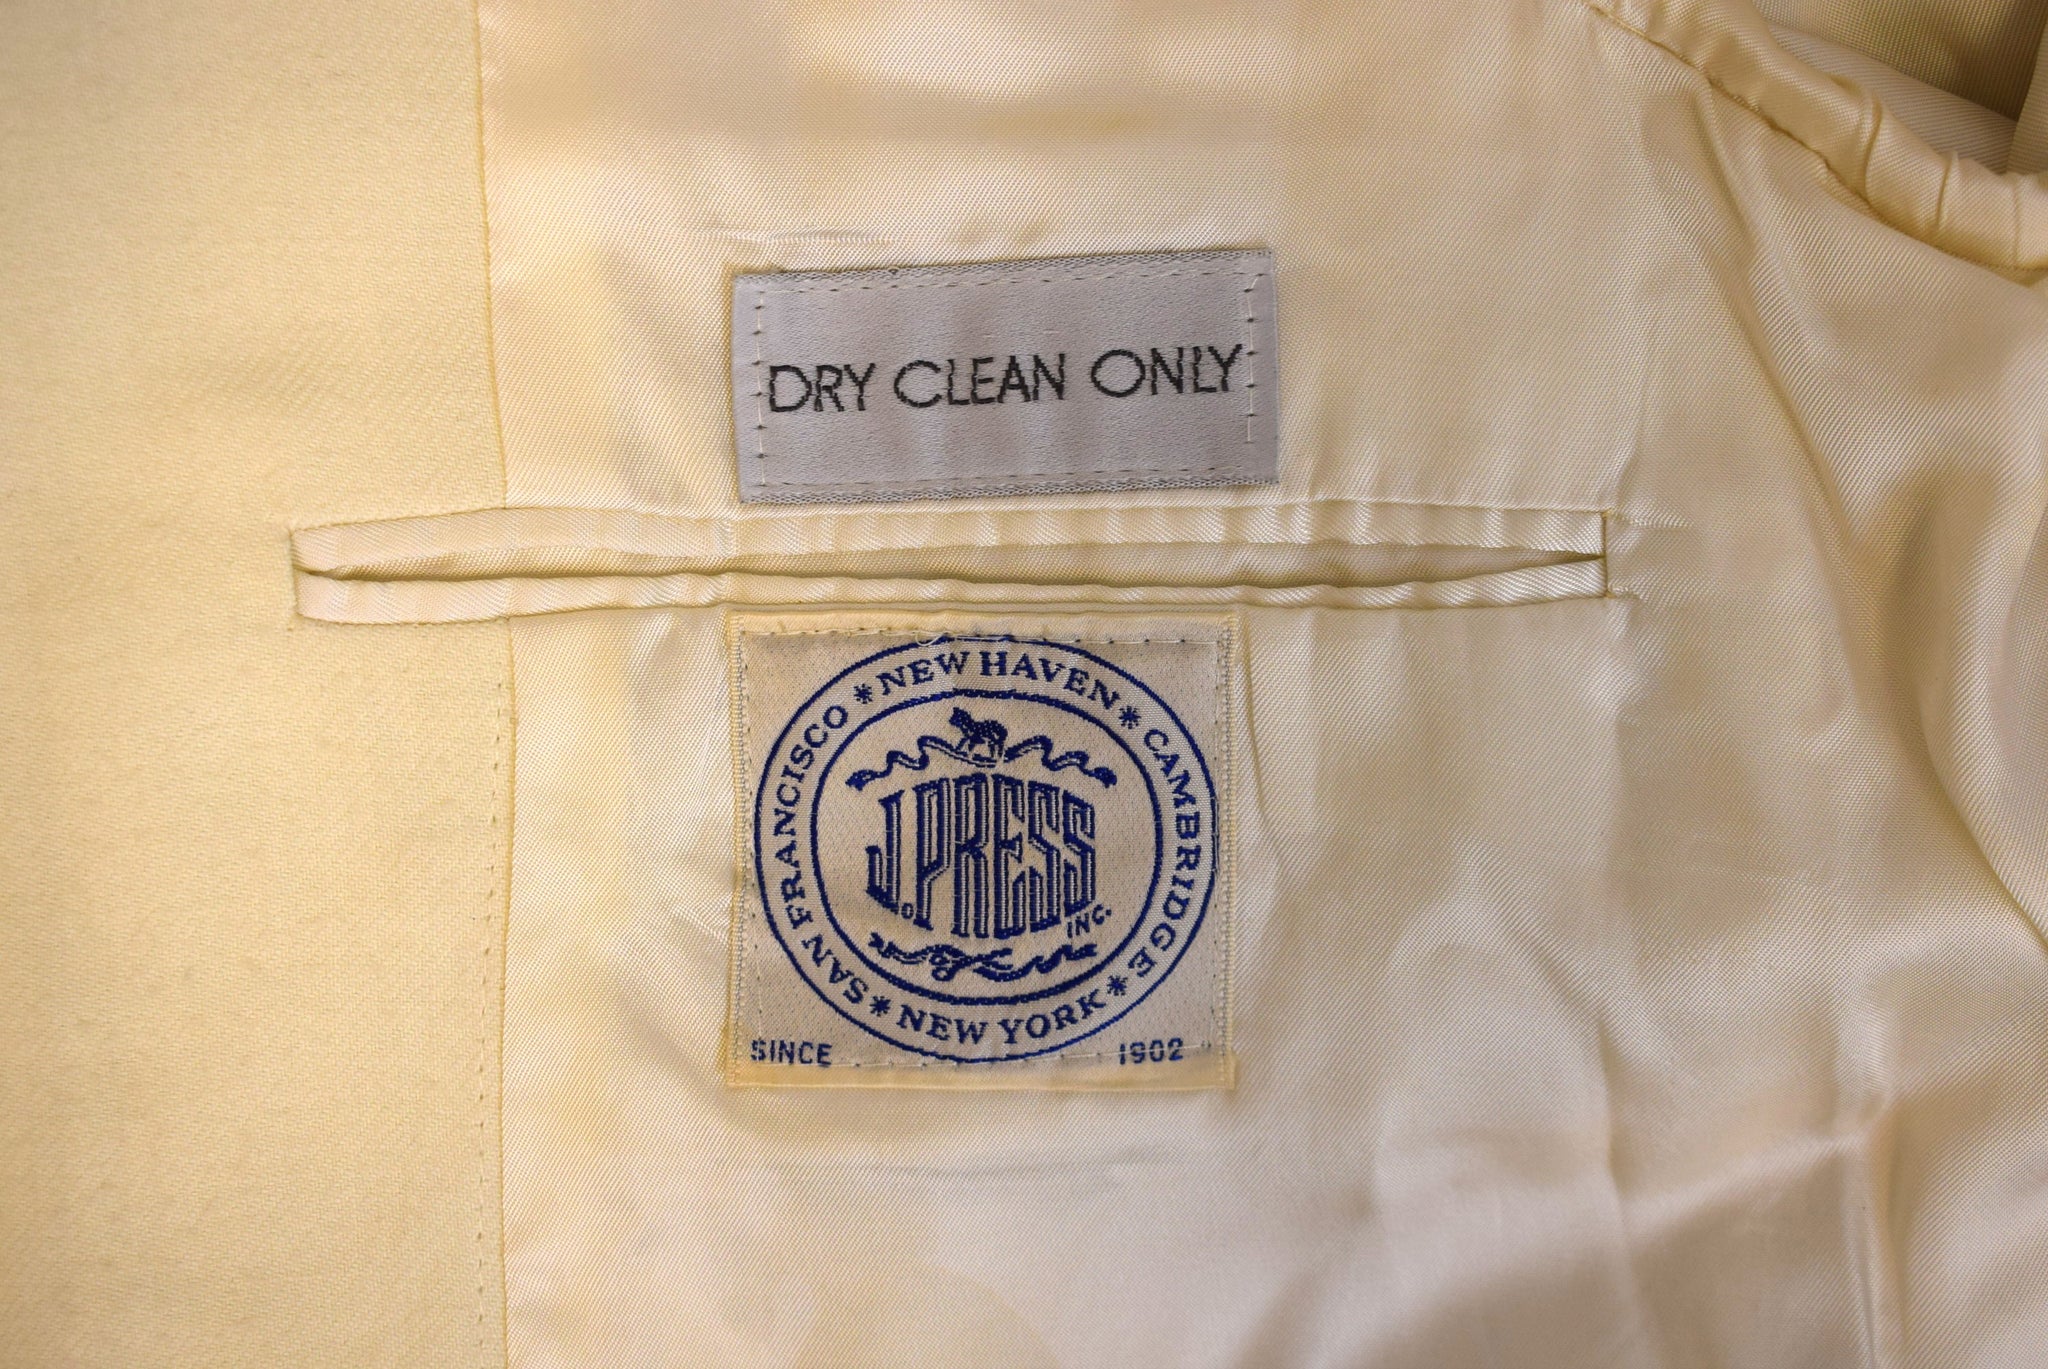 DRY CLEAN ONLY
NEW HAVEN * CAMBRIDGE * NEW YORK * SAN FRANCISCO *
J. PRESS
INC.
SINCE 1902